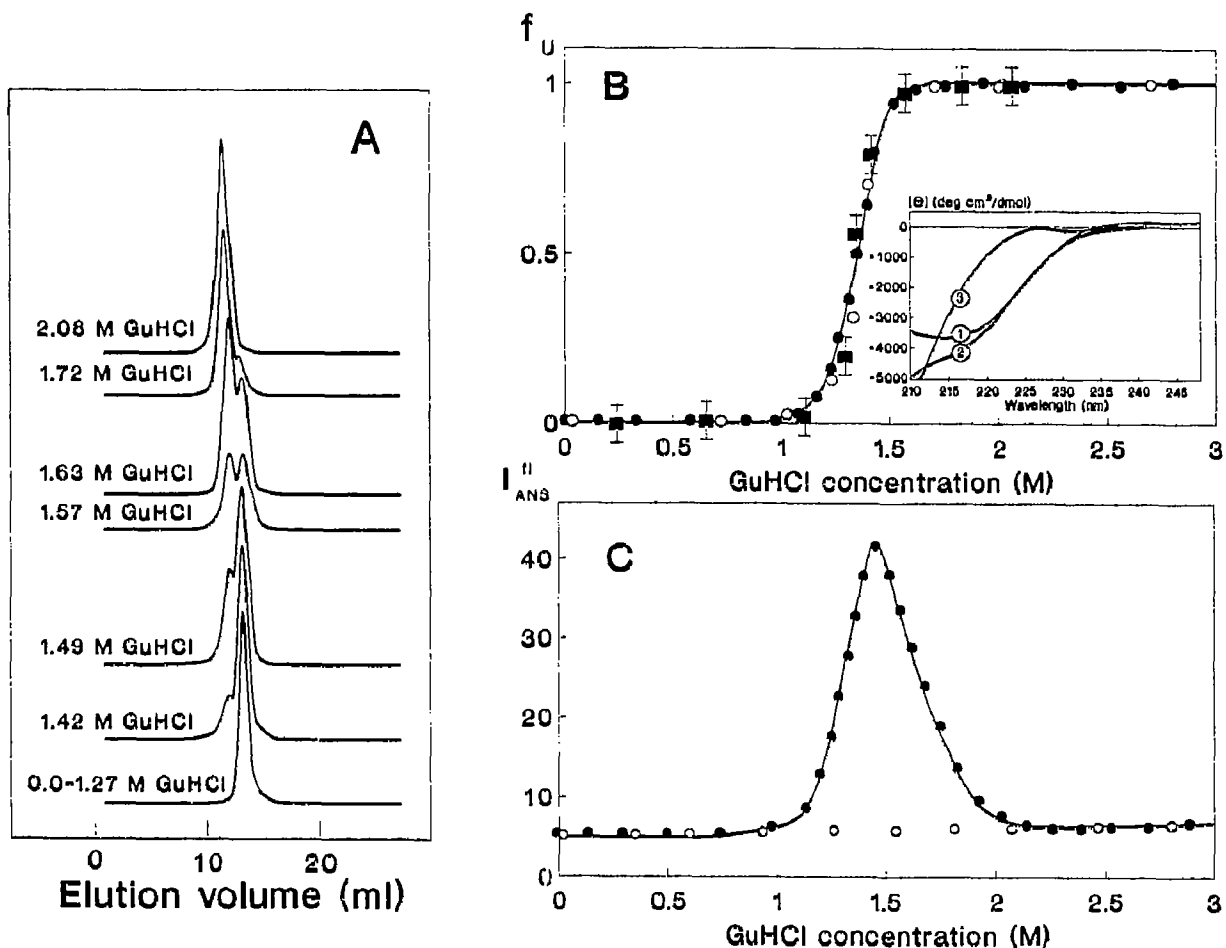 A
2.08 M GuHCl
1.72 M GuHCl
1.63 M GuHCl
1.57 M GuHCl
1.49 M GuHCl
1.42 M GuHCl
0.0-1.27 M GuHCl
0 10 20
Elution volume (ml)
f U
B
1
0.5
0
0 0.5 1 1.5 2 2.5 3
GuHCl concentration (M)
[Θ] (deg cm²/dmol)
0
-1000
-2000
-3000
-4000
-5000
3
1
2
210 215 220 225 230 235 240 245
Wavelength (nm)
I fl ANS
C
40
30
20
10
0
0 0.5 1 1.5 2 2.5 3
GuHCl concentration (M)